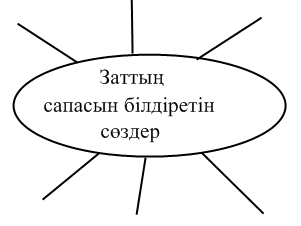 Заттың
сапасын білдіретін
сөздер